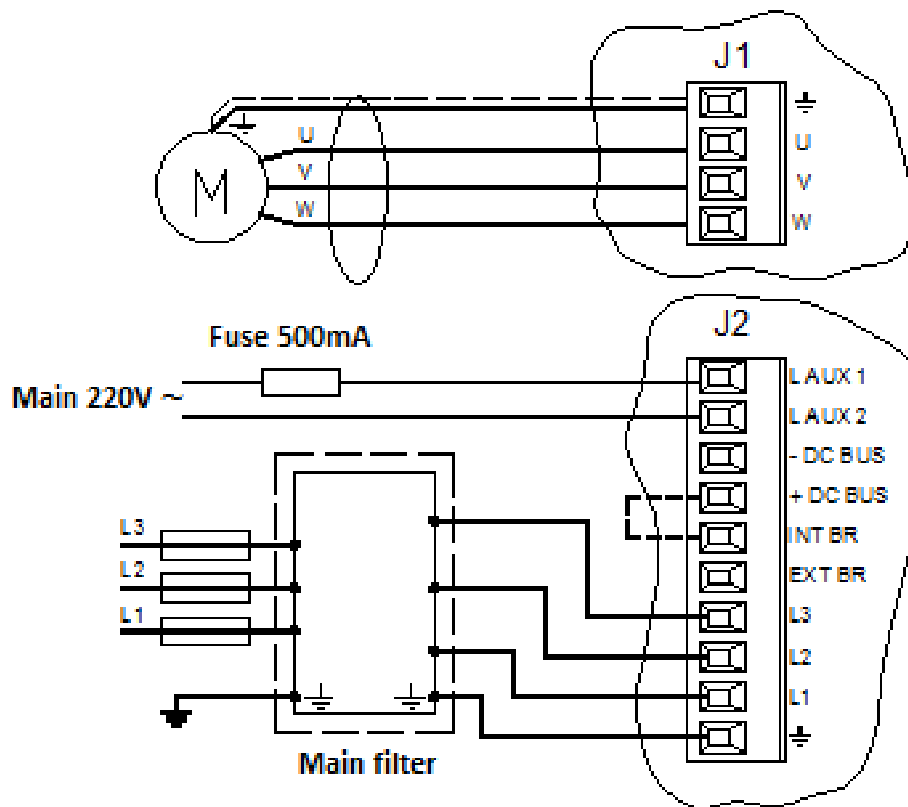 J1
U
U
V
V
M
W
W
J2
Fuse 500mA
L AUX 1
Main 220V ~
L AUX 2
- DC BUS
+ DC BUS
L3
INT BR
L2
EXT BR
L1
L3
L2
L1
Main filter